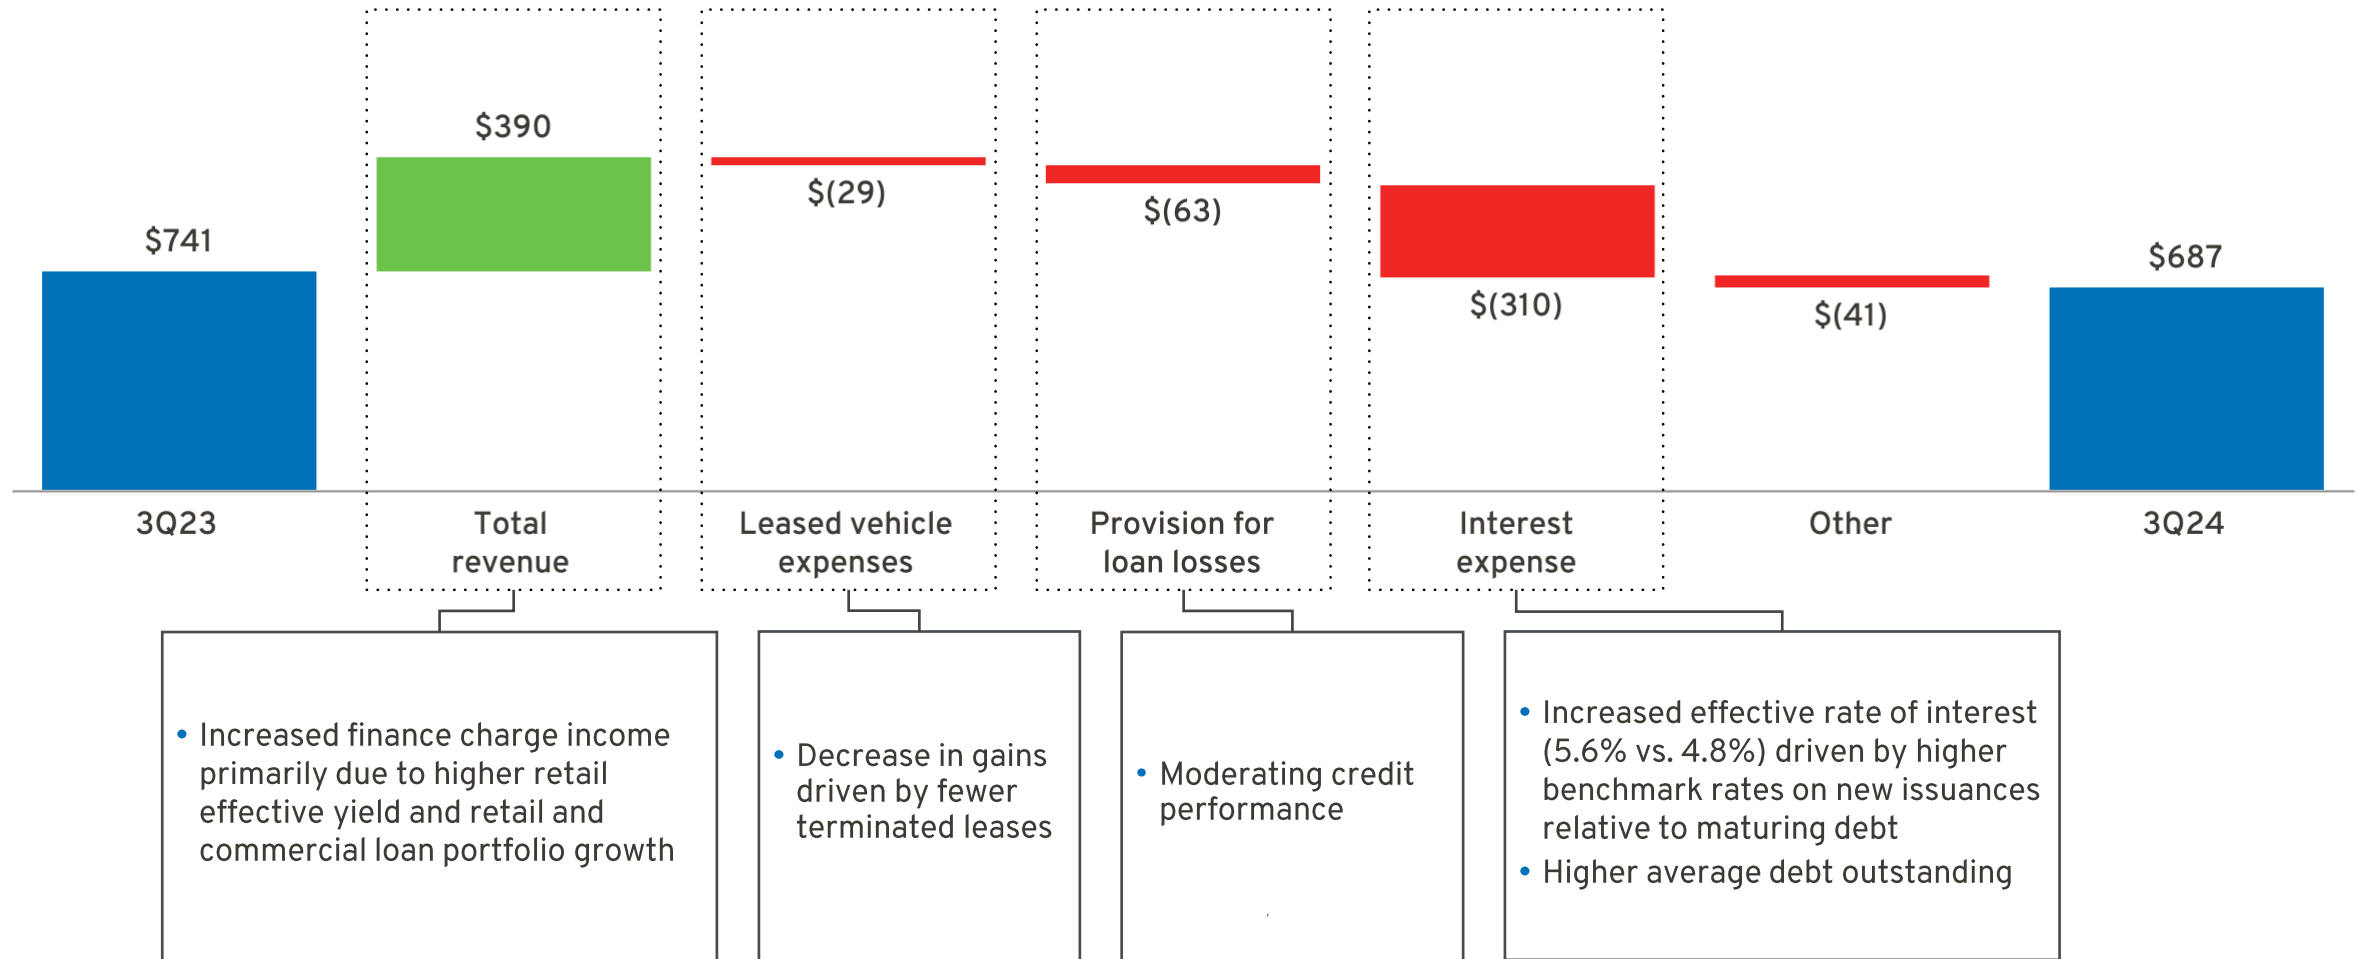 $741
$390
$(29)
$(63)
$(310)
$(41)
$687
3Q23
Total
revenue
Leased vehicle
expenses
Provision for
loan losses
Interest
expense
Other
3Q24
• Increased finance charge income
primarily due to higher retail
effective yield and retail and
commercial loan portfolio growth
• Decrease in gains
driven by fewer
terminated leases
• Moderating credit
performance
• Increased effective rate of interest
(5.6% vs. 4.8%) driven by higher
benchmark rates on new issuances
relative to maturing debt
• Higher average debt outstanding